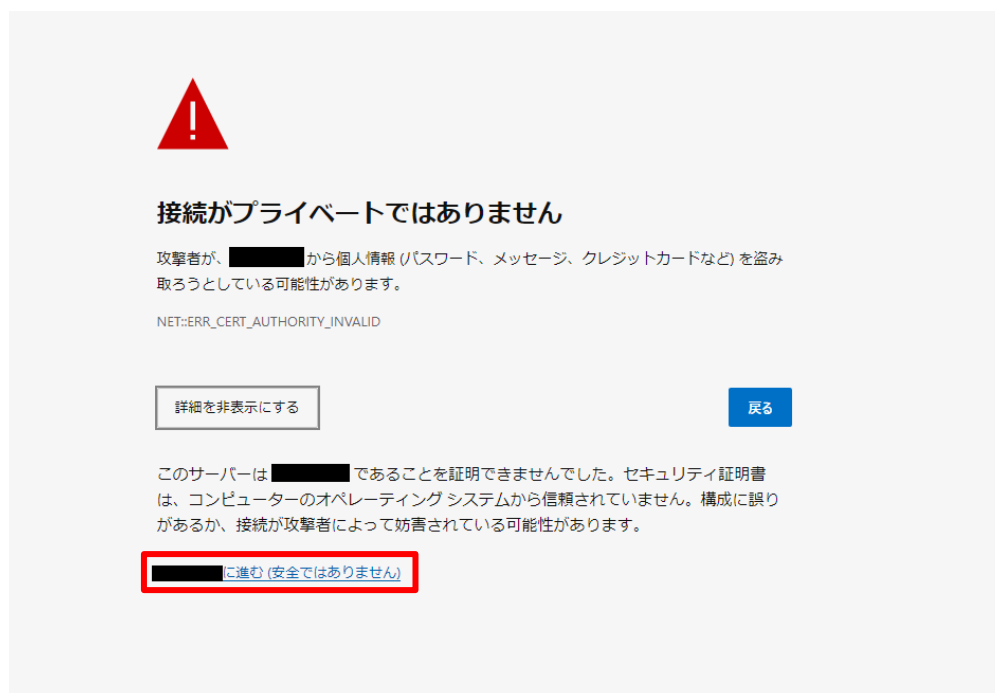 接続がプライベートではありません
攻撃者が、 から個人情報 (パスワード、メッセージ、クレジットカードなど) を盗み
取ろうとしている可能性があります。
NET::ERR_CERT_AUTHORITY_INVALID
詳細を非表示にする
戻る
このサーバーは であることを証明できませんでした。セキュリティ証明書
は、コンピューターのオペレーティング システムから信頼されていません。構成に誤り
があるか、接続が攻撃者によって妨害されている可能性があります。
に進む (安全ではありません)